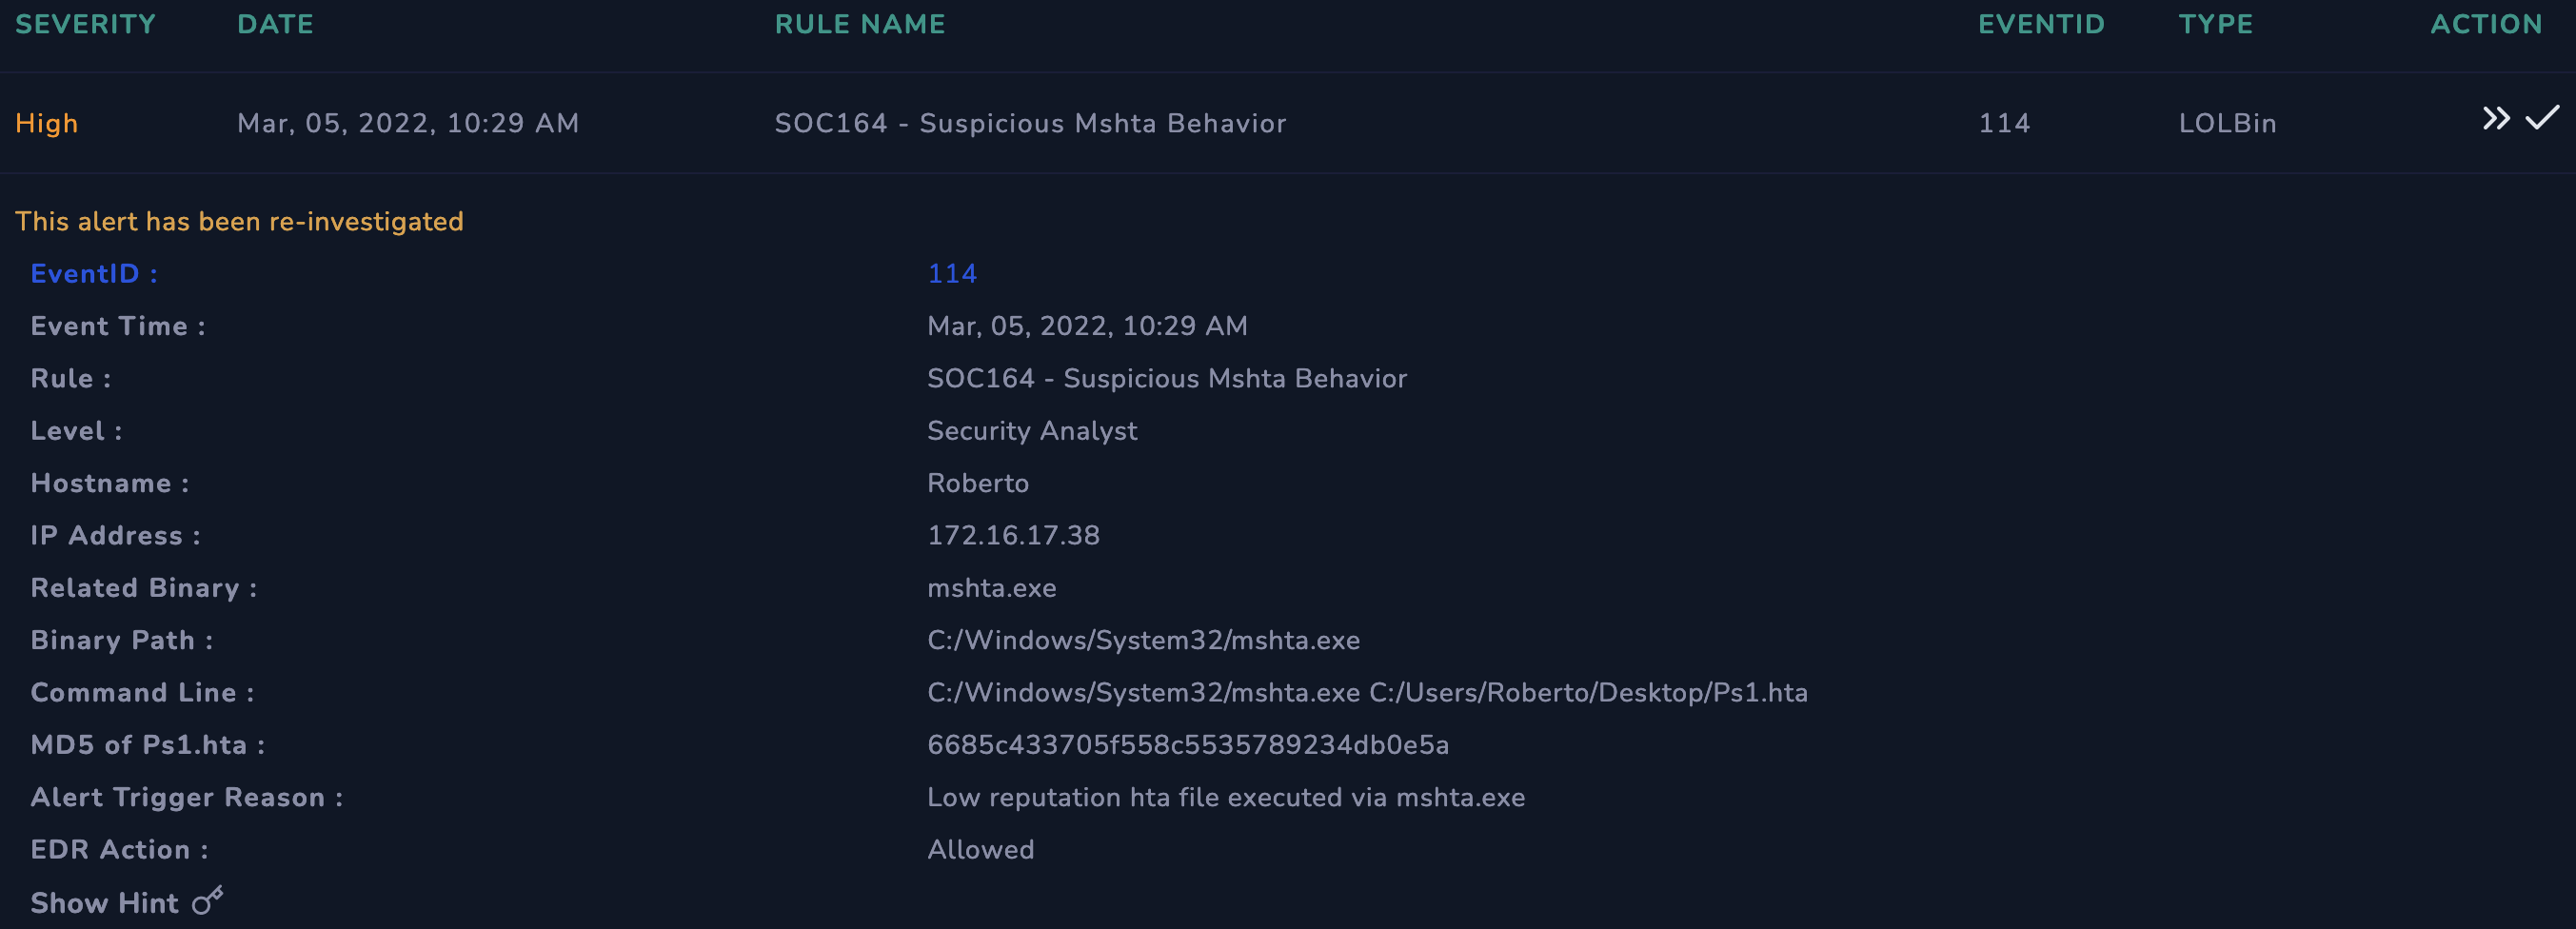 SEVERITY DATE RULE NAME EVENTID TYPE ACTION
High Mar, 05, 2022, 10:29 AM SOC164 - Suspicious Mshta Behavior 114 LOLBin
This alert has been re-investigated
EventID : 114
Event Time : Mar, 05, 2022, 10:29 AM
Rule : SOC164 - Suspicious Mshta Behavior
Level : Security Analyst
Hostname : Roberto
IP Address : 172.16.17.38
Related Binary : mshta.exe
Binary Path : C:/Windows/System32/mshta.exe
Command Line : C:/Windows/System32/mshta.exe C:/Users/Roberto/Desktop/Ps1.hta
MD5 of Ps1.hta : 6685c433705f558c5535789234db0e5a
Alert Trigger Reason : Low reputation hta file executed via mshta.exe
EDR Action : Allowed
Show Hint